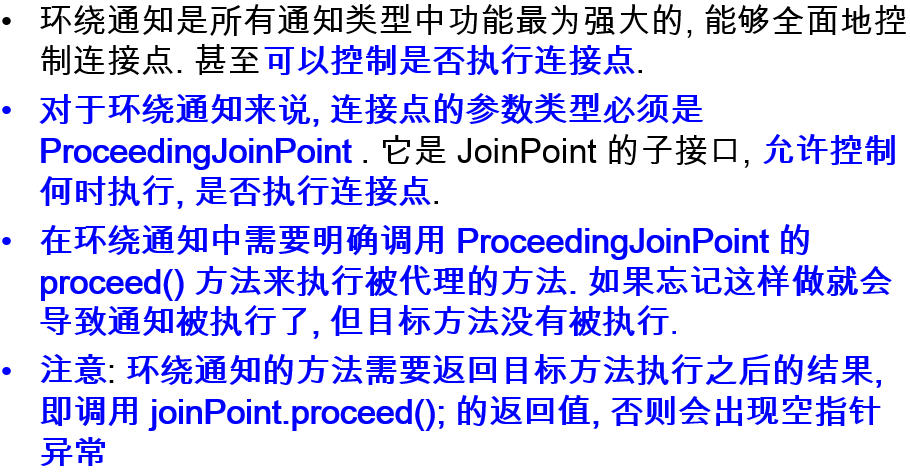 • 环绕通知是所有通知类型中功能最为强大的, 能够全面地控
制连接点. 甚至可以控制是否执行连接点.
• 对于环绕通知来说, 连接点的参数类型必须是
ProceedingJoinPoint . 它是 JoinPoint 的子接口, 允许控制
何时执行, 是否执行连接点.
• 在环绕通知中需要明确调用 ProceedingJoinPoint 的
proceed() 方法来执行被代理的方法. 如果忘记这样做就会
导致通知被执行了, 但目标方法没有被执行.
• 注意: 环绕通知的方法需要返回目标方法执行之后的结果,
即调用 joinPoint.proceed(); 的返回值, 否则会出现空指针
异常